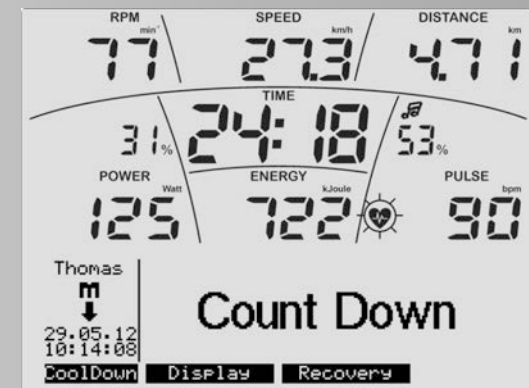 RPM SPEED DISTANCE
min⁻ km/h km
77 27.3 4.71
TIME
31% 24:18 53%
POWER ENERGY PULSE
Watt kJoule bpm
125 722 90
Thomas
m
29.05.12
10:14:08
Count Down
CoolDown Display Recovery